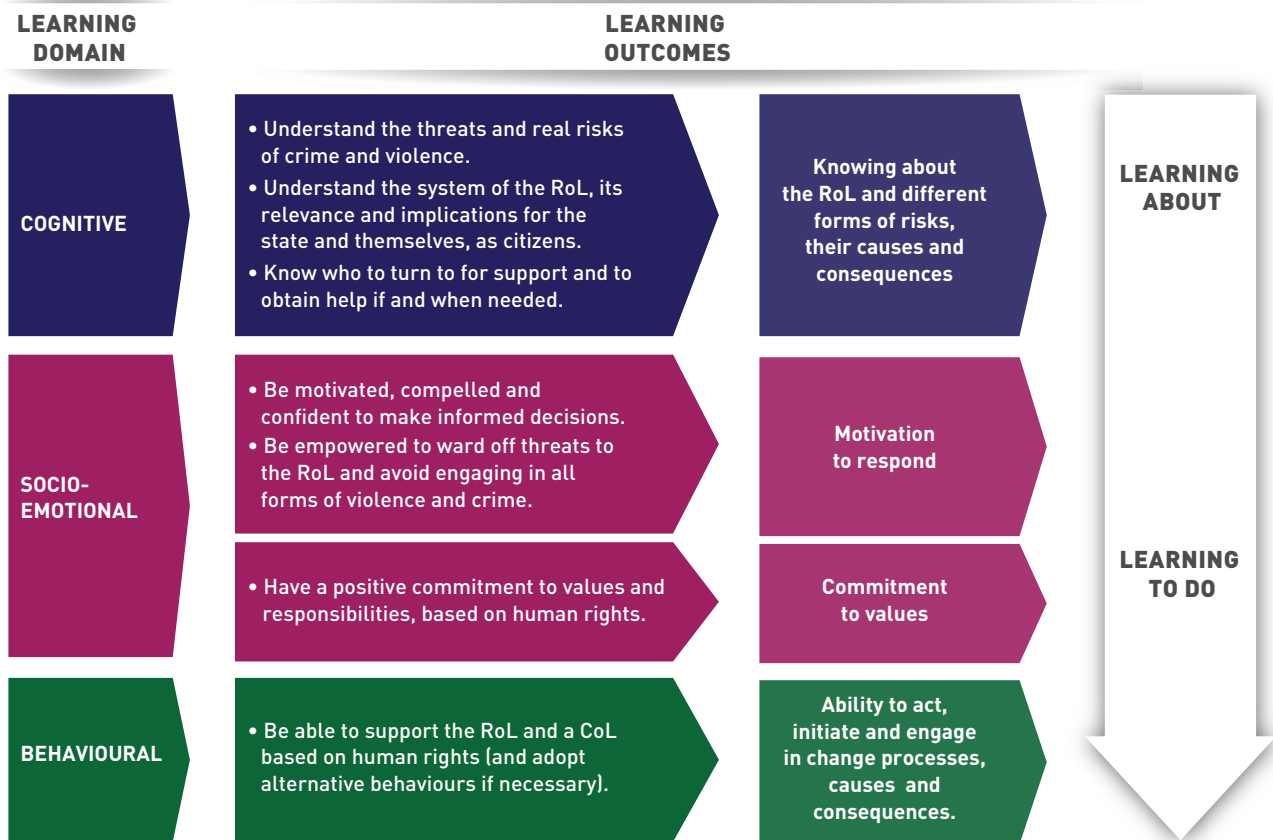 LEARNING
DOMAIN
LEARNING
OUTCOMES
COGNITIVE
• Understand the threats and real risks
of crime and violence.
• Understand the system of the RoL, its
relevance and implications for the
state and themselves, as citizens.
• Know who to turn to for support and to
obtain help if and when needed.
Knowing about
the RoL and different
forms of risks,
their causes and
consequences
LEARNING
ABOUT
SOCIO-
EMOTIONAL
• Be motivated, compelled and
confident to make informed decisions.
• Be empowered to ward off threats to
the RoL and avoid engaging in all
forms of violence and crime.
Motivation
to respond
• Have a positive commitment to values and
responsibilities, based on human rights.
Commitment
to values
LEARNING
TO DO
BEHAVIOURAL
• Be able to support the RoL and a CoL
based on human rights (and adopt
alternative behaviours if necessary).
Ability to act,
initiate and engage
in change processes,
causes and
consequences.